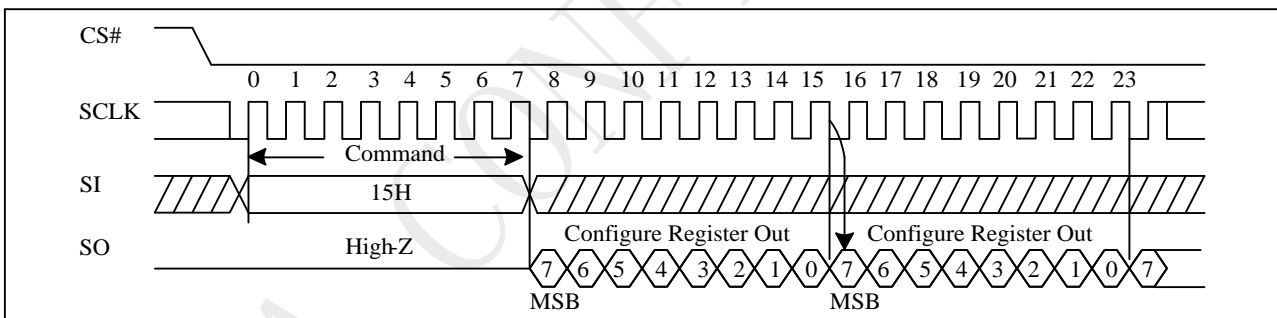 CS#
0 1 2 3 4 5 6 7 8 9 10 11 12 13 14 15 16 17 18 19 20 21 22 23
SCLK
Command
SI
15H
SO
High-Z
Configure Register Out Configure Register Out
7 6 5 4 3 2 1 0 7 6 5 4 3 2 1 0 7
MSB MSB